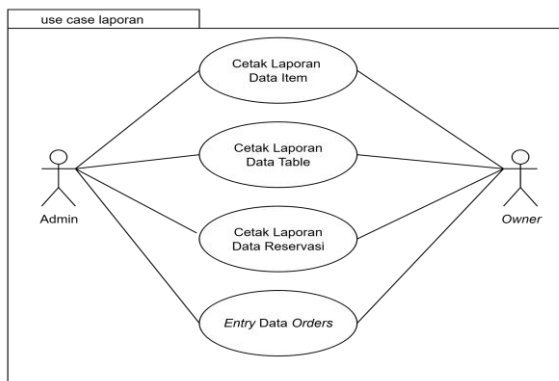 use case laporan
Cetak Laporan
Data Item
Cetak Laporan
Data Table
Admin
Owner
Cetak Laporan
Data Reservasi
Entry Data Orders